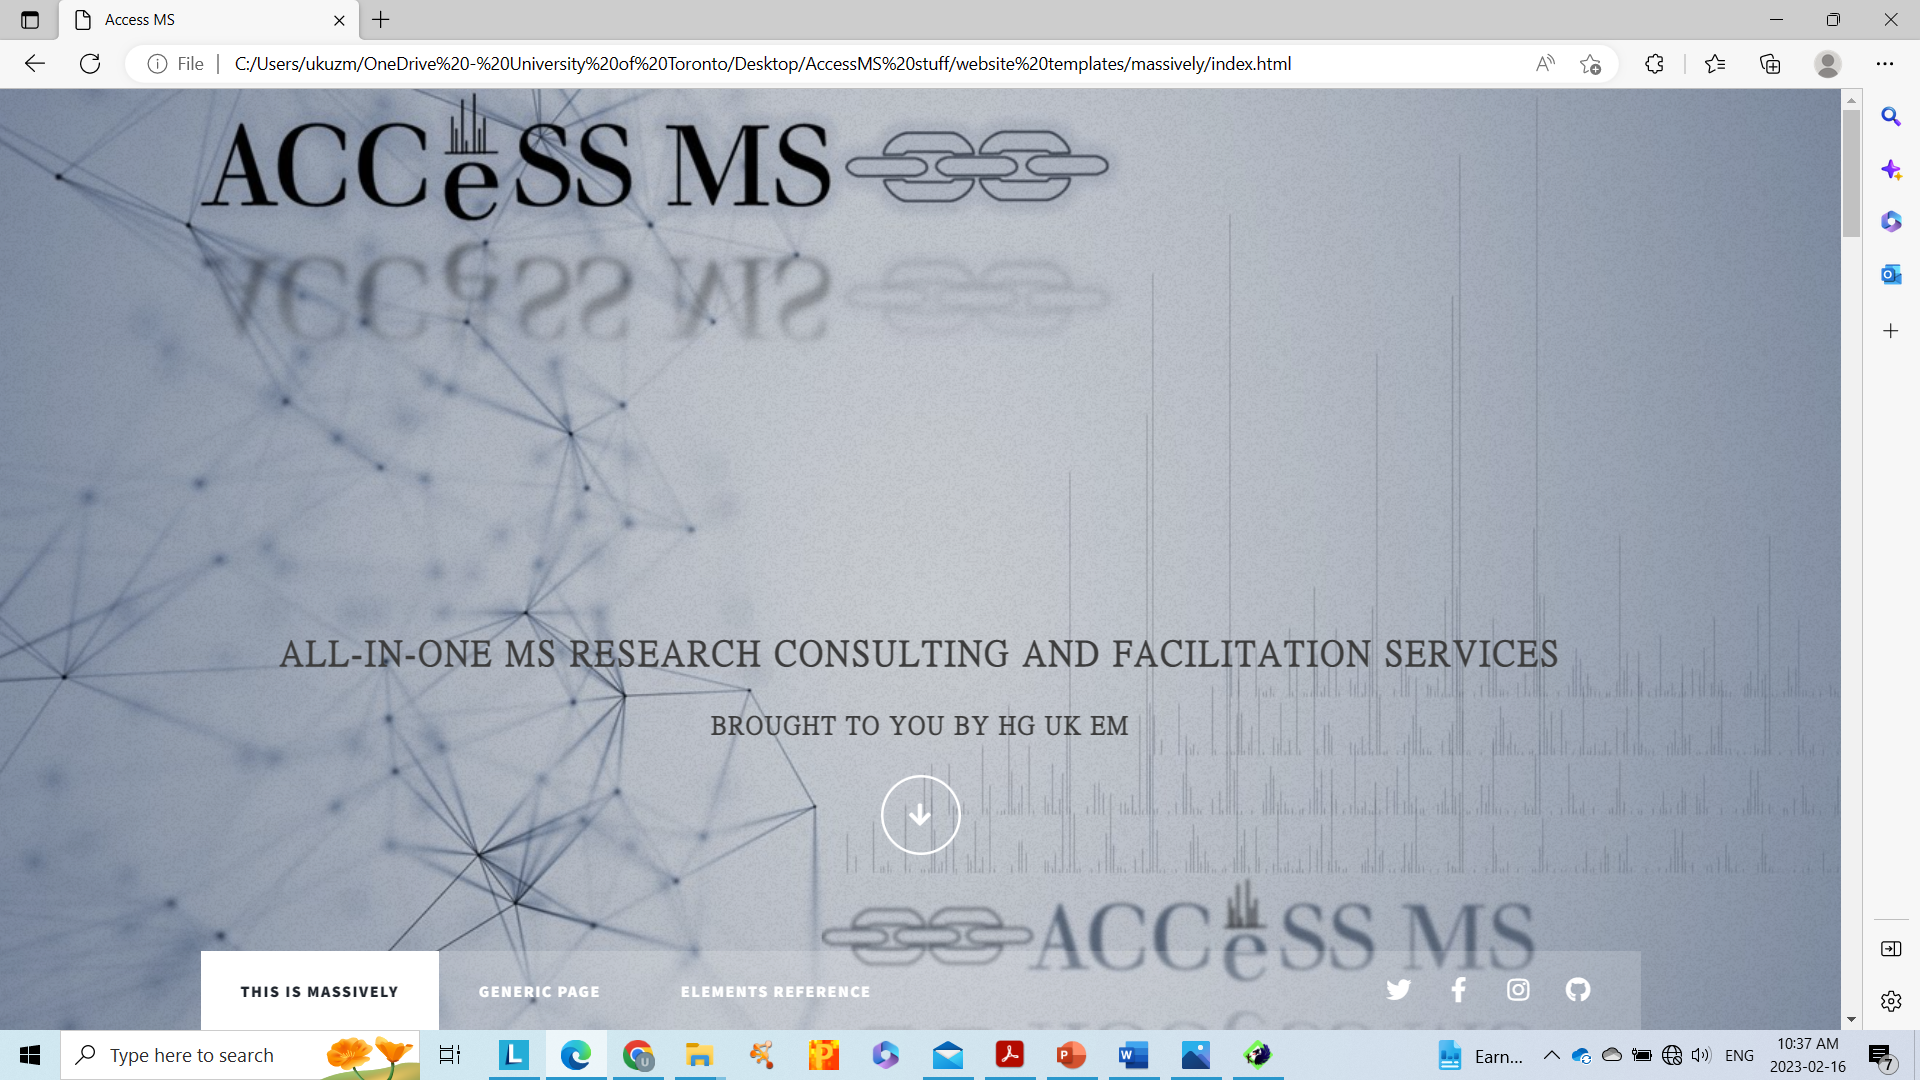 Access MS
File
C:/Users/ukuzm/OneDrive%20-%20University%20of%20Toronto/Desktop/AccessMS%20stuff/website%20templates/massively/index.html
ACCeSS MS
ACCeSS MS
ALL-IN-ONE MS RESEARCH CONSULTING AND FACILITATION SERVICES
BROUGHT TO YOU BY HG UK EM
ACCeSS MS
THIS IS MASSIVELY
GENERIC PAGE
ELEMENTS REFERENCE
Type here to search
Earn...
ENG
10:37 AM
2023-02-16
7